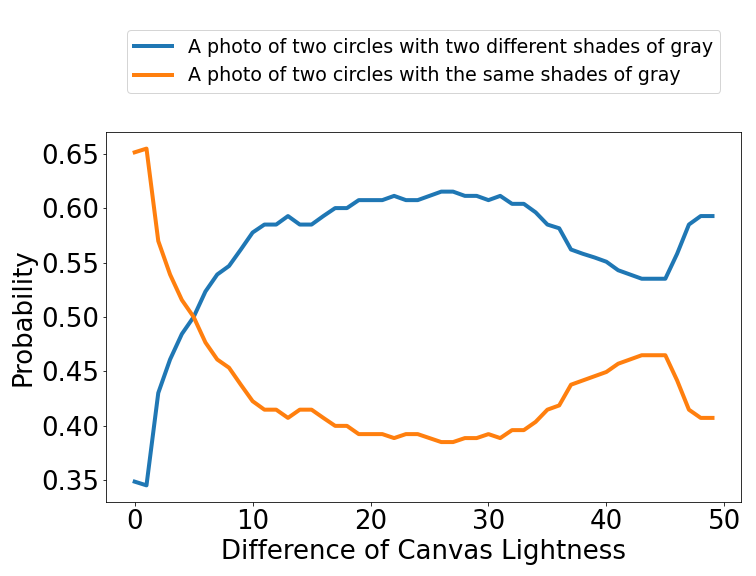 A photo of two circles with two different shades of gray
A photo of two circles with the same shades of gray
0.65
0.60
0.55
0.50
0.45
0.40
0.35
Probability
0 10 20 30 40 50
Difference of Canvas Lightness